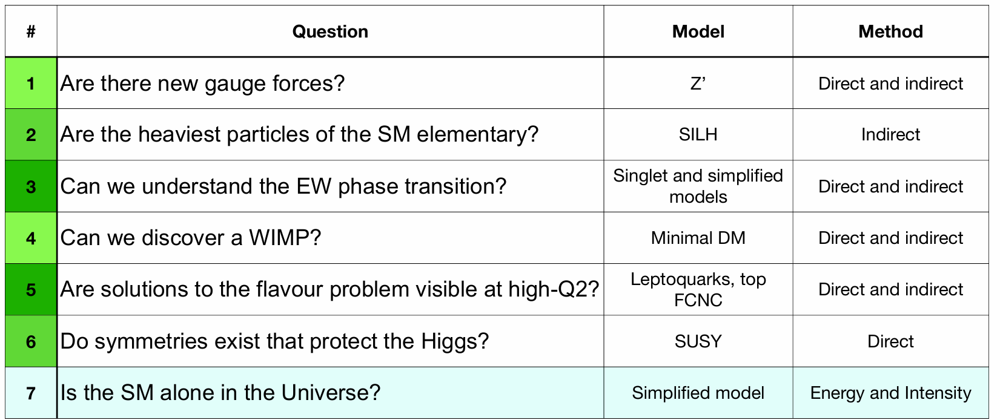 # Question Model Method
1 Are there new gauge forces? Z’ Direct and indirect
2 Are the heaviest particles of the SM elementary? SILH Indirect
3 Can we understand the EW phase transition? Singlet and simplified models Direct and indirect
4 Can we discover a WIMP? Minimal DM Direct and indirect
5 Are solutions to the flavour problem visible at high-Q2? Leptoquarks, top FCNC Direct and indirect
6 Do symmetries exist that protect the Higgs? SUSY Direct
7 Is the SM alone in the Universe? Simplified model Energy and Intensity